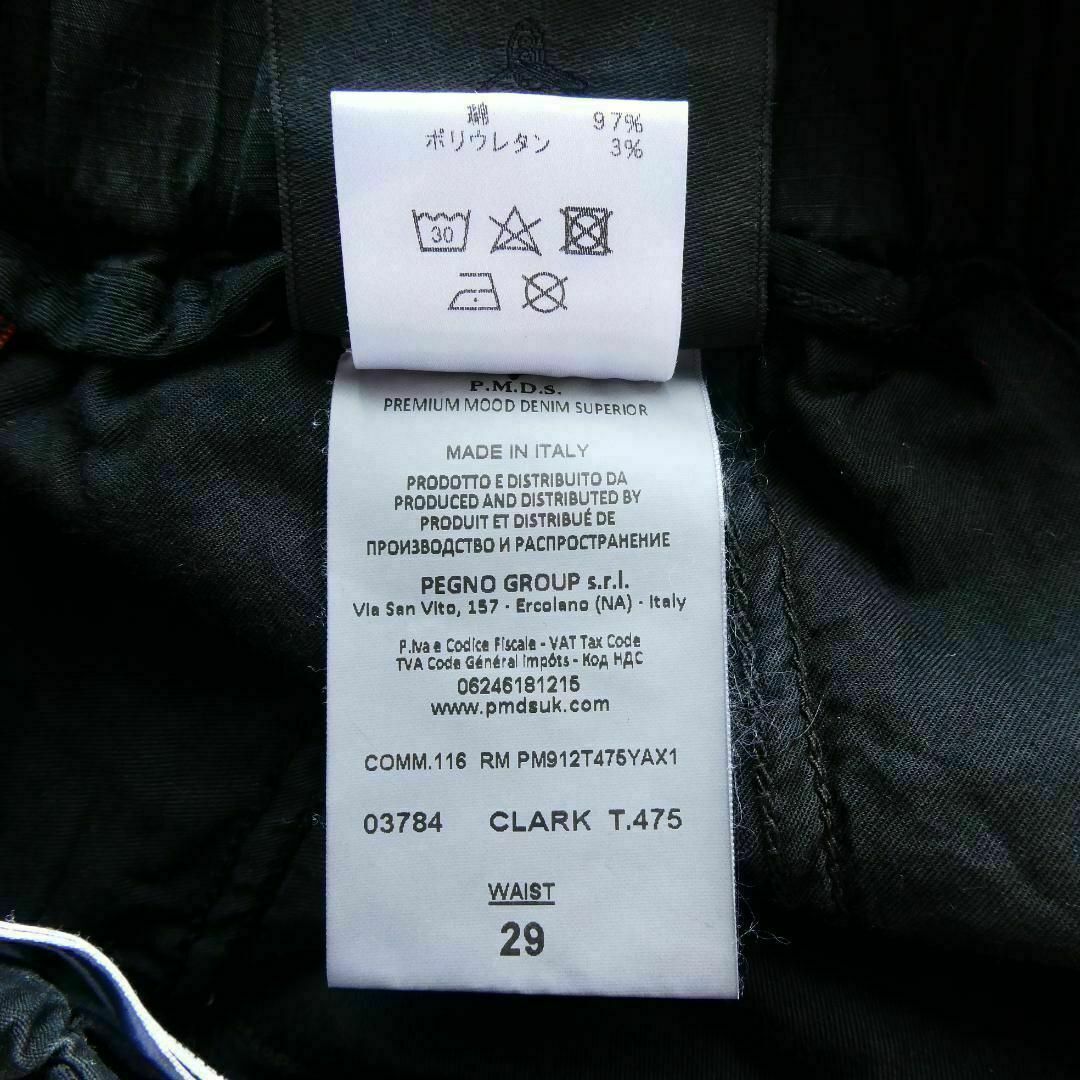 綿 97%
ポリウレタン 3%
30
P.M.D.S.
PREMIUM MOOD DENIM SUPERIOR
MADE IN ITALY
PRODOTTO E DISTRIBUITO DA
PRODUCED AND DISTRIBUTED BY
PRODUIT ET DISTRIBUÉ DE
ПРОИЗВОДСТВО И РАСПРОСТРАНЕНИЕ
PEGNO GROUP s.r.l.
Via San Vito, 157 - Ercolano (NA) - Italy
P.Iva e Codice Fiscale - VAT Tax Code
TVA Code Général Impôts - Код НДС
06246181215
www.pmdsuk.com
COMM.116 RM PM912T475YAX1
03784 CLARK T.475
WAIST
29